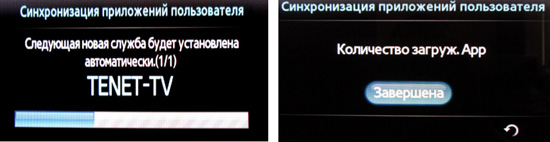 Синхронизация приложений пользователя
Следующая новая служба будет установлена
автоматически.(1/1)
TENET-TV
Синхронизация приложений пользователя
Количество загруж. App
Завершена